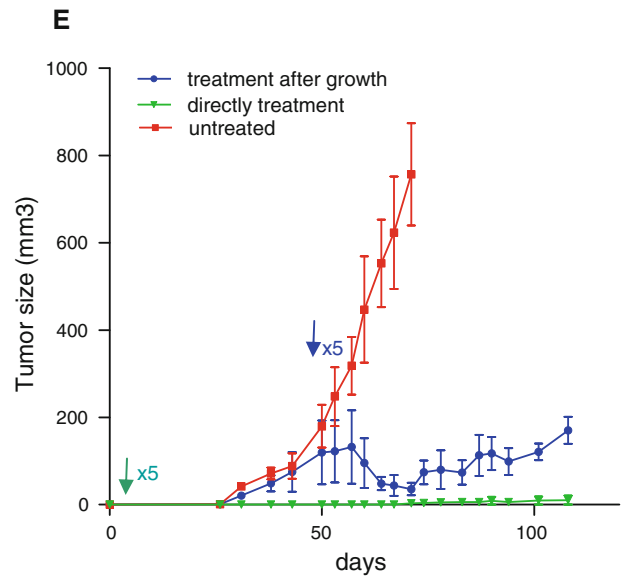 E
1000
treatment after growth
directly treatment
untreated
800
600
Tumor size (mm3)
400
x5
200
x5
0
0
50
100
days